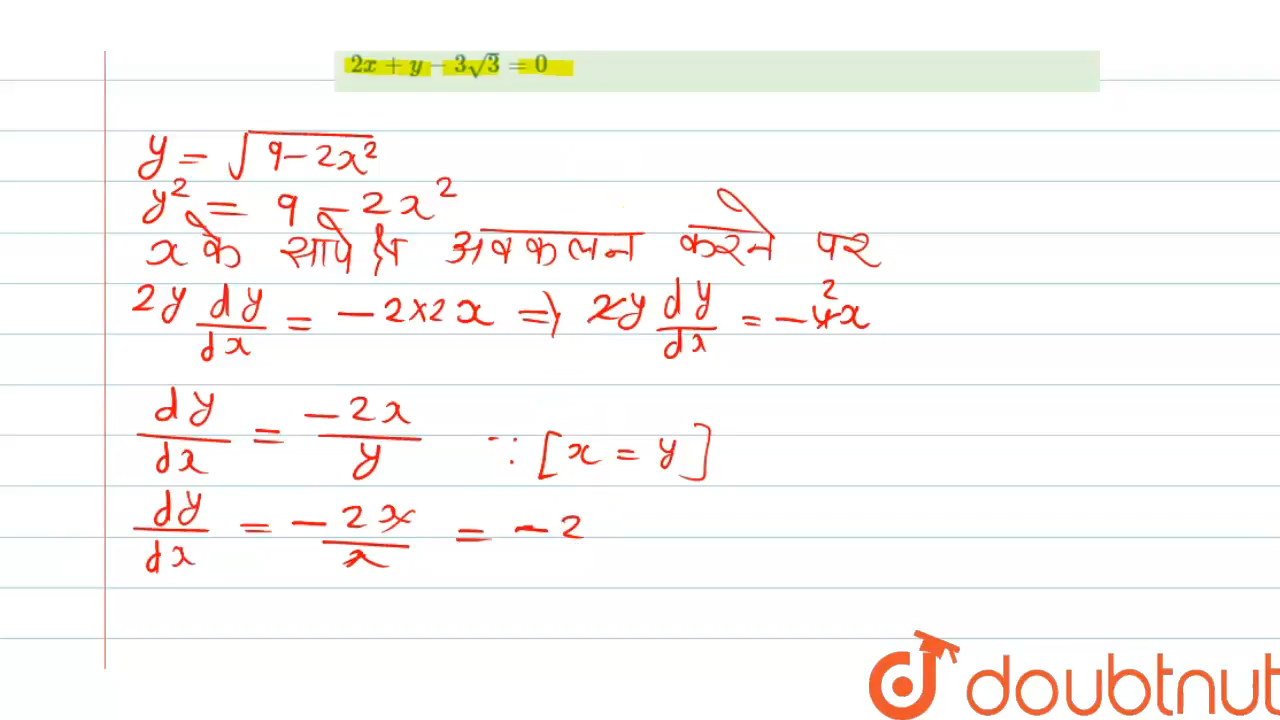 2x + y − 3√3 = 0
y = √(9 − 2x²)
y² = 9 − 2x²
x के सापेक्ष अवकलन करने पर
2y dy/dx = −2×2x ⇒ 2y dy/dx = −4x 2
dy/dx = −2x/y ∵ [x = y]
dy/dx = −2x/x = −2
doubtnut